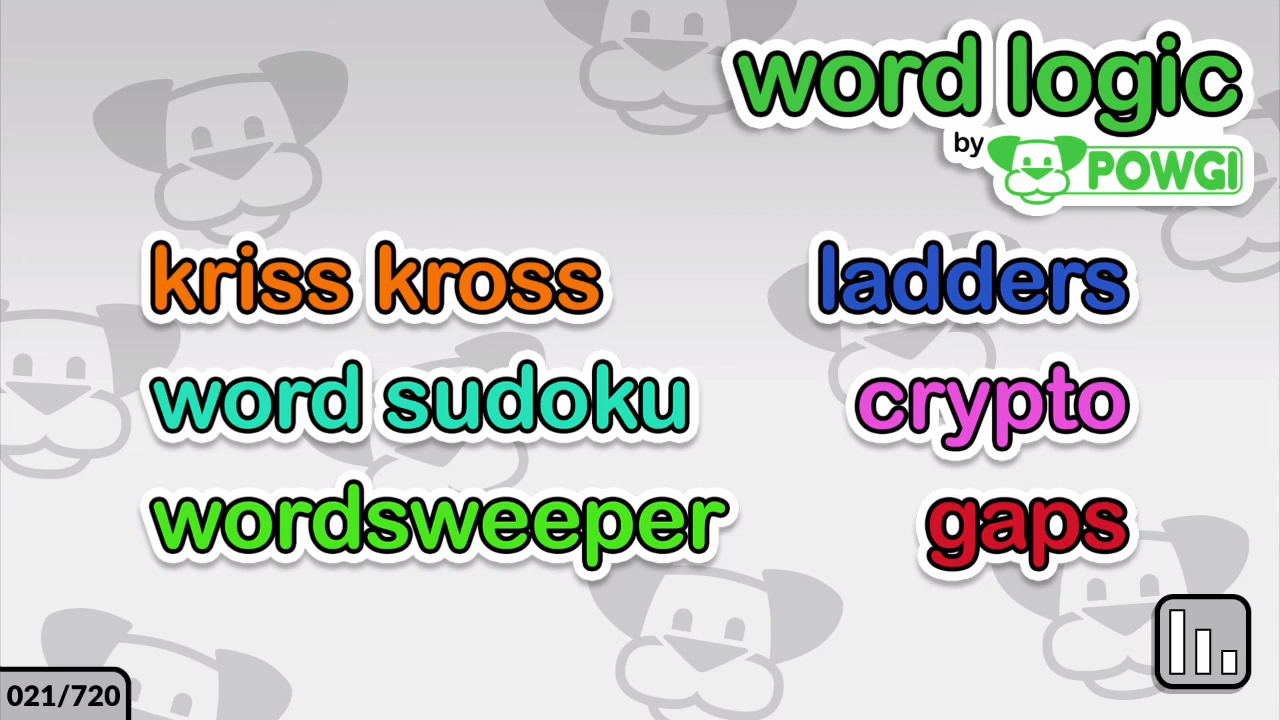 word logic
by POWGI
kriss kross
ladders
word sudoku
crypto
wordsweeper
gaps
021/720